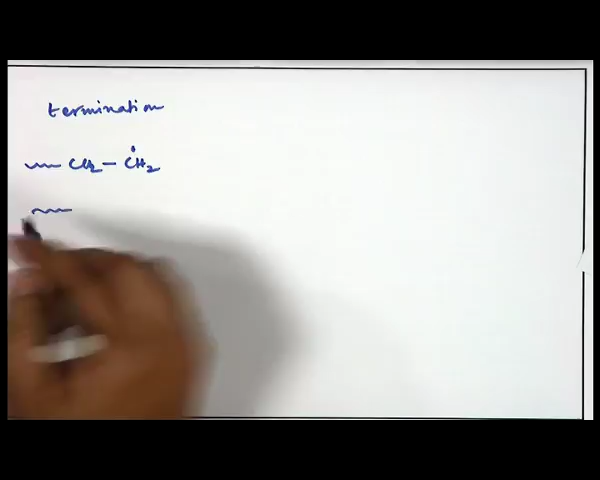 termination
~~ CH2 – ĊH2
~~